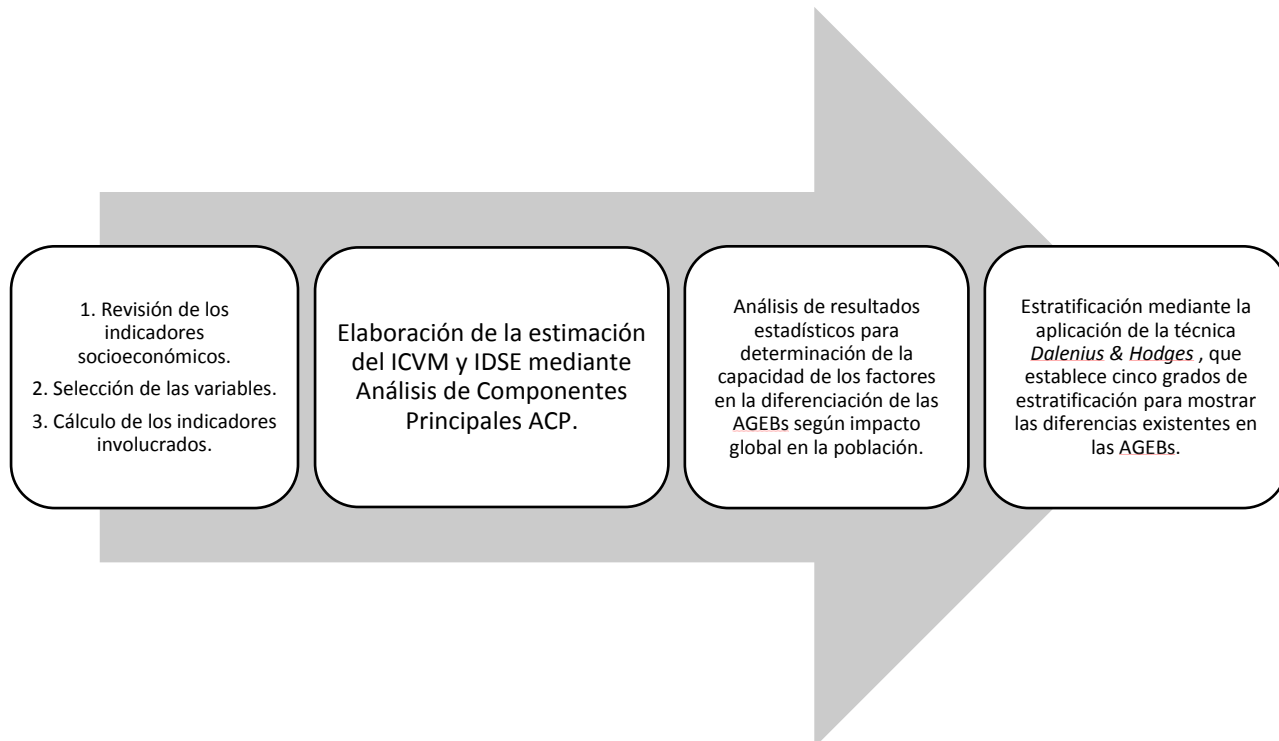 1. Revisión de los
indicadores
socioeconómicos.
2. Selección de las variables.
3. Cálculo de los indicadores
involucrados.
Elaboración de la estimación
del ICVM y IDSE mediante
Análisis de Componentes
Principales ACP.
Análisis de resultados
estadísticos para
determinación de la
capacidad de los factores
en la diferenciación de las
AGEBs según impacto
global en la población.
Estratificación mediante la
aplicación de la técnica
Dalenius & Hodges , que
establece cinco grados de
estratificación para mostrar
las diferencias existentes en
las AGEBs.